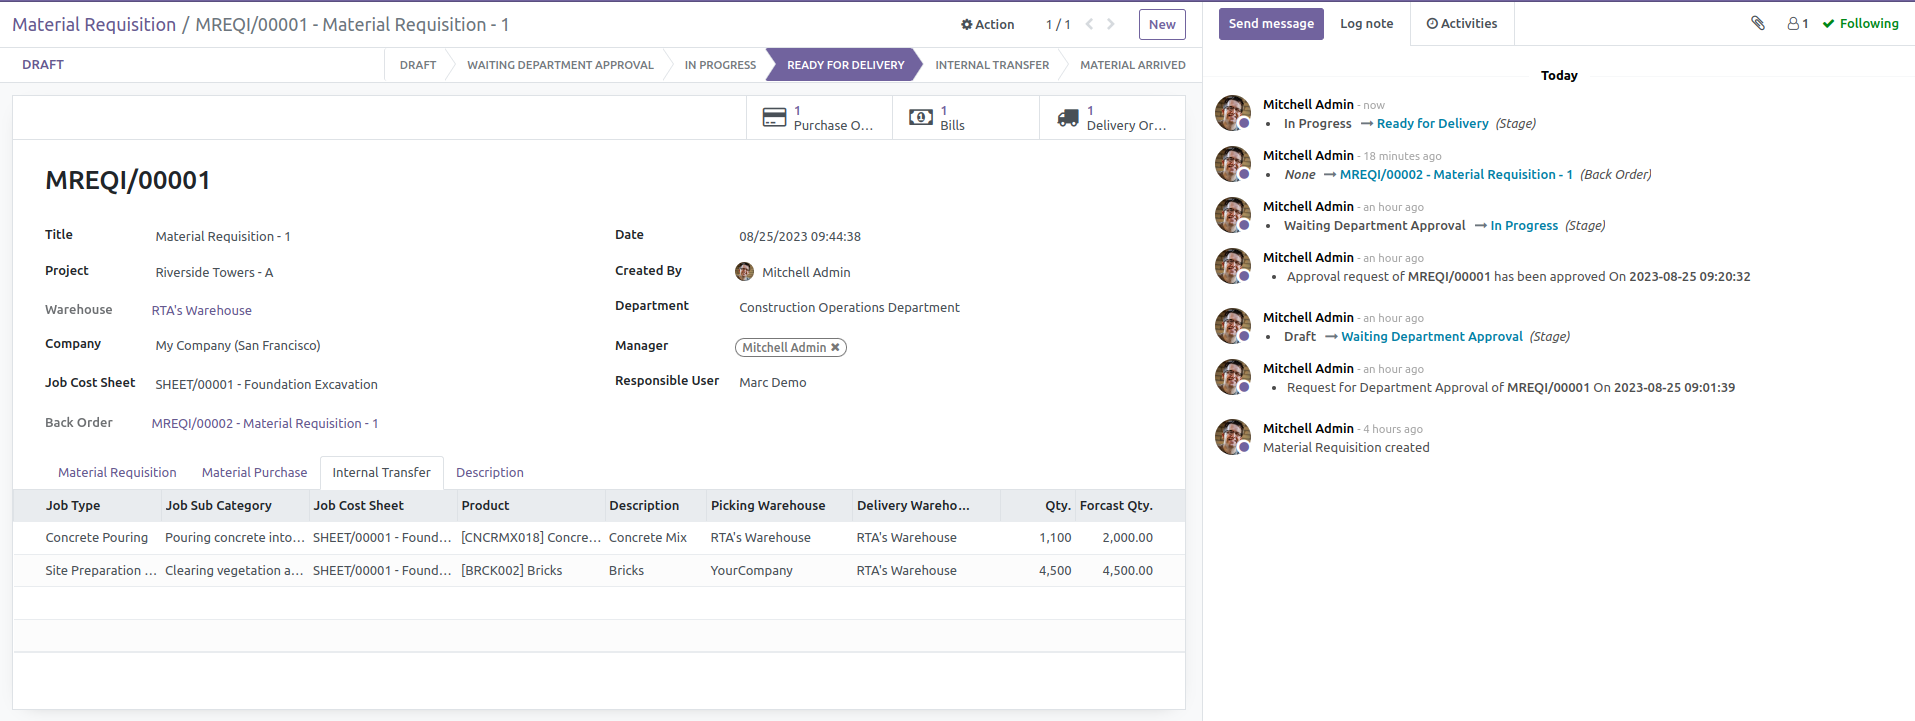 Material Requisition / MREQI/00001 - Material Requisition - 1
Action
1 / 1
New
DRAFT
DRAFT
WAITING DEPARTMENT APPROVAL
IN PROGRESS
READY FOR DELIVERY
INTERNAL TRANSFER
MATERIAL ARRIVED
1
Purchase O...
1
Bills
1
Delivery Or...
MREQI/00001
Title Material Requisition - 1
Project Riverside Towers - A
Warehouse RTA's Warehouse
Company My Company (San Francisco)
Job Cost Sheet SHEET/00001 - Foundation Excavation
Back Order MREQI/00002 - Material Requisition - 1
Date 08/25/2023 09:44:38
Created By Mitchell Admin
Department Construction Operations Department
Manager Mitchell Admin ✖
Responsible User Marc Demo
Material Requisition Material Purchase Internal Transfer Description
Job Type Job Sub Category Job Cost Sheet Product Description Picking Warehouse Delivery Wareho... Qty. Forcast Qty.
Concrete Pouring Pouring concrete into... SHEET/00001 - Found... [CNCRMX018] Concre... Concrete Mix RTA's Warehouse RTA's Warehouse 1,100 2,000.00
Site Preparation ... Clearing vegetation a... SHEET/00001 - Found... [BRCK002] Bricks Bricks YourCompany RTA's Warehouse 4,500 4,500.00
Send message
Log note
Activities
1
Following
Today
Mitchell Admin - now
• In Progress → Ready for Delivery (Stage)
Mitchell Admin - 18 minutes ago
• None → MREQI/00002 - Material Requisition - 1 (Back Order)
Mitchell Admin - an hour ago
• Waiting Department Approval → In Progress (Stage)
Mitchell Admin - an hour ago
• Approval request of MREQI/00001 has been approved On 2023-08-25 09:20:32
Mitchell Admin - an hour ago
• Draft → Waiting Department Approval (Stage)
Mitchell Admin - an hour ago
• Request for Department Approval of MREQI/00001 On 2023-08-25 09:01:39
Mitchell Admin - 4 hours ago
Material Requisition created